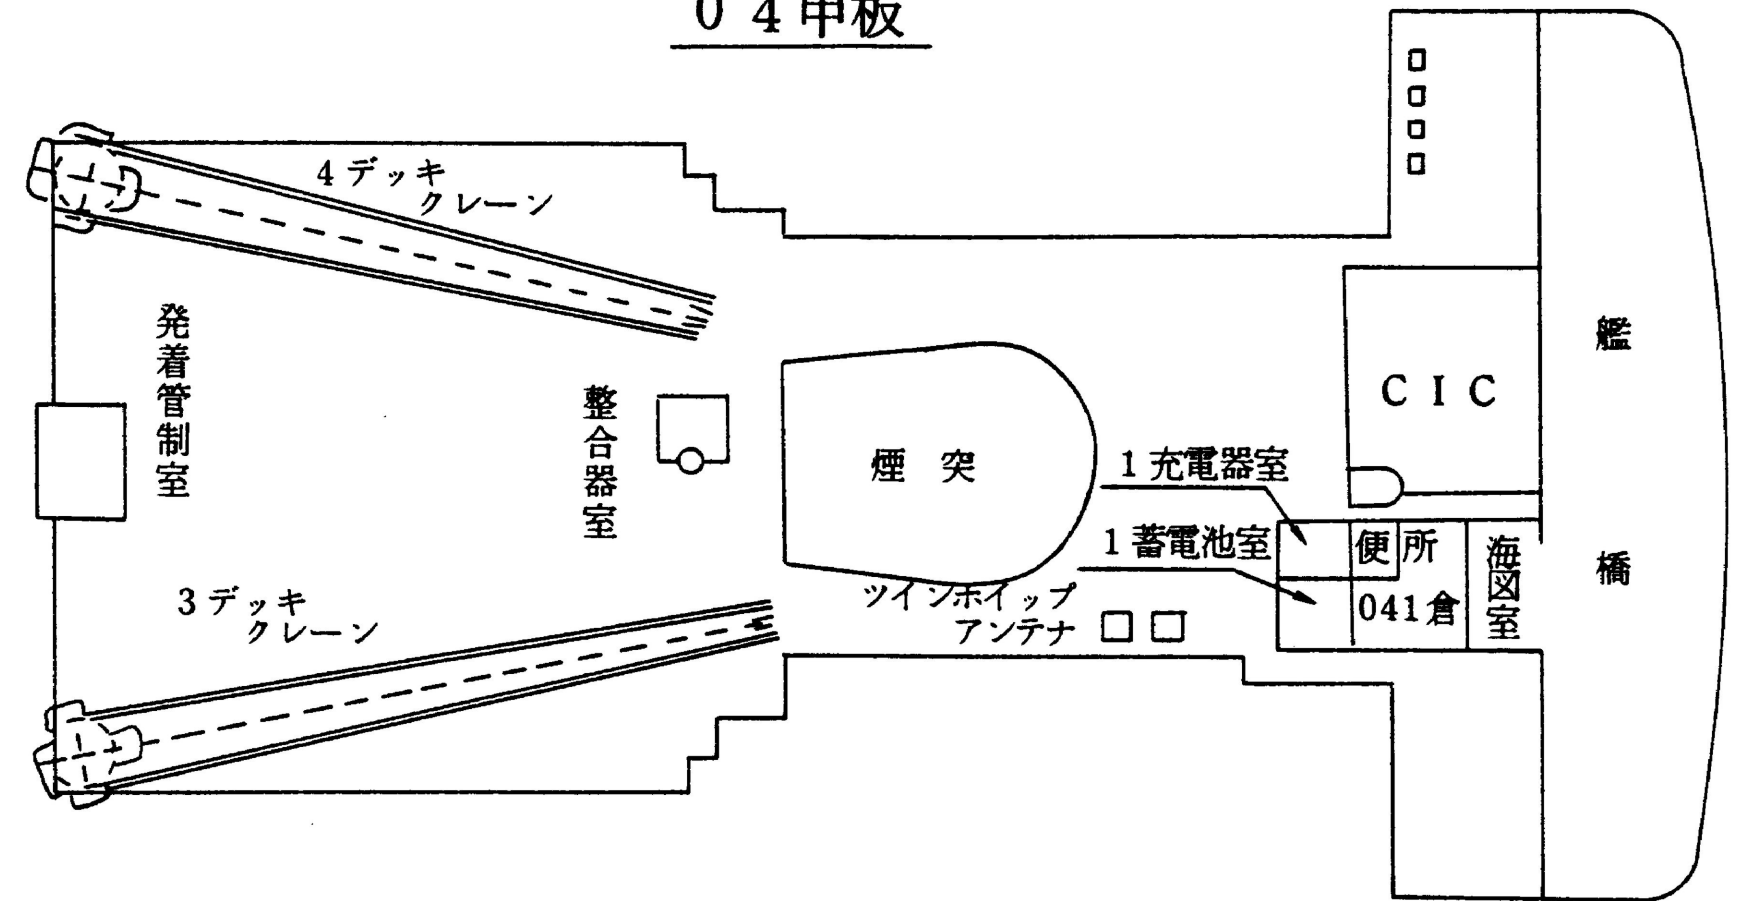 04甲板
4デッキ
クレーン
発着管制室
整合器室
煙突
CIC
艦橋
1充電器室
1蓄電池室
便所
041倉
海図室
ツインホイップ
アンテナ
3デッキ
クレーン